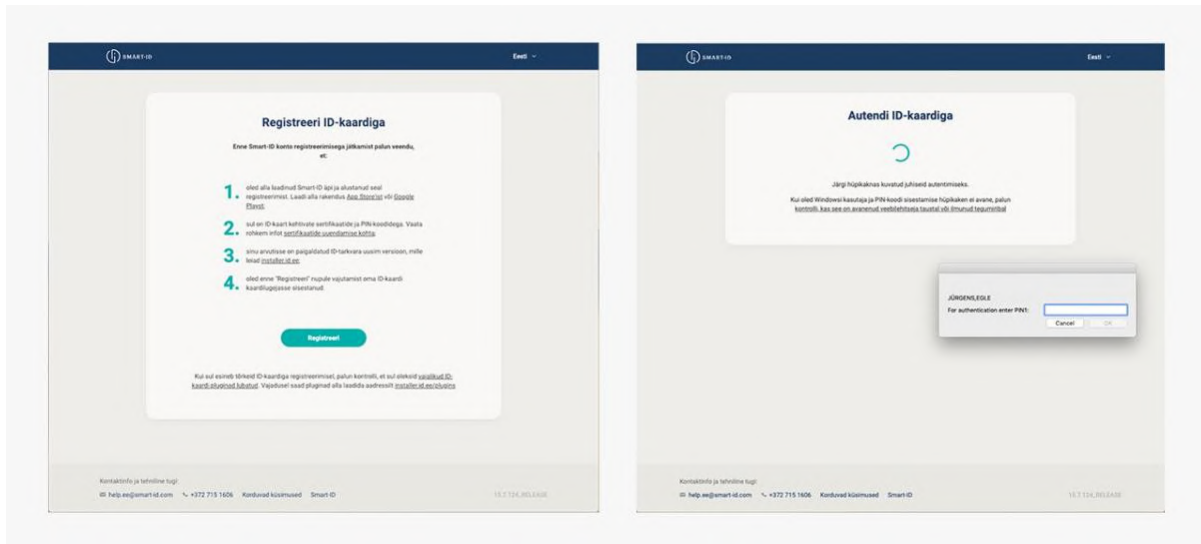 SMART-ID
Eesti
Registreeri ID-kaardiga
Enne Smart-ID konto registreerimisega jätkamist palun veendu,
et:
1. oled alla laadinud Smart-ID äpi ja alustanud seal
registreerimist. Laadi alla rakendus App Store'ist või Google
Playst.
2. sul on ID-kaart kehtivate sertifikaatide ja PIN-koodidega. Vaata
rohkem infot sertifikaatide uuendamise kohta.
3. sinu arvutisse on paigaldatud ID-tarkvara uusim versioon, mille
leiad installer.id.ee.
4. oled enne "Registreeri" nupule vajutamist oma ID-kaardi
kaardilugejasse sisestanud.
Registreeri
Kui sul esineb tõrkeid ID-kaardiga registreerimisel, palun kontrolli, et sul oleksid vajalikud ID-
kaardi pluginad lubatud. Vajadusel saad pluginad alla laadida aadressilt installer.id.ee/plugins
Kontaktinfo ja tehniline tugi:
help.ee@smart-id.com +372 715 1606 Korduvad küsimused Smart-ID
15.1.124_RELEASE
SMART-ID
Eesti
Autendi ID-kaardiga
Järgi hüpikaknas kuvatud juhiseid autentimiseks.
Kui oled Windowsi kasutaja ja PIN-koodi sisestamise hüpikaken ei avane, palun
kontrolli, kas see on avanenud veebilehitseja taustal või ilmunud tegumiribal
JÜRGENS,EGLE
For authentication enter PIN1:
Cancel OK
Kontaktinfo ja tehniline tugi:
help.ee@smart-id.com +372 715 1606 Korduvad küsimused Smart-ID
15.1.124_RELEASE